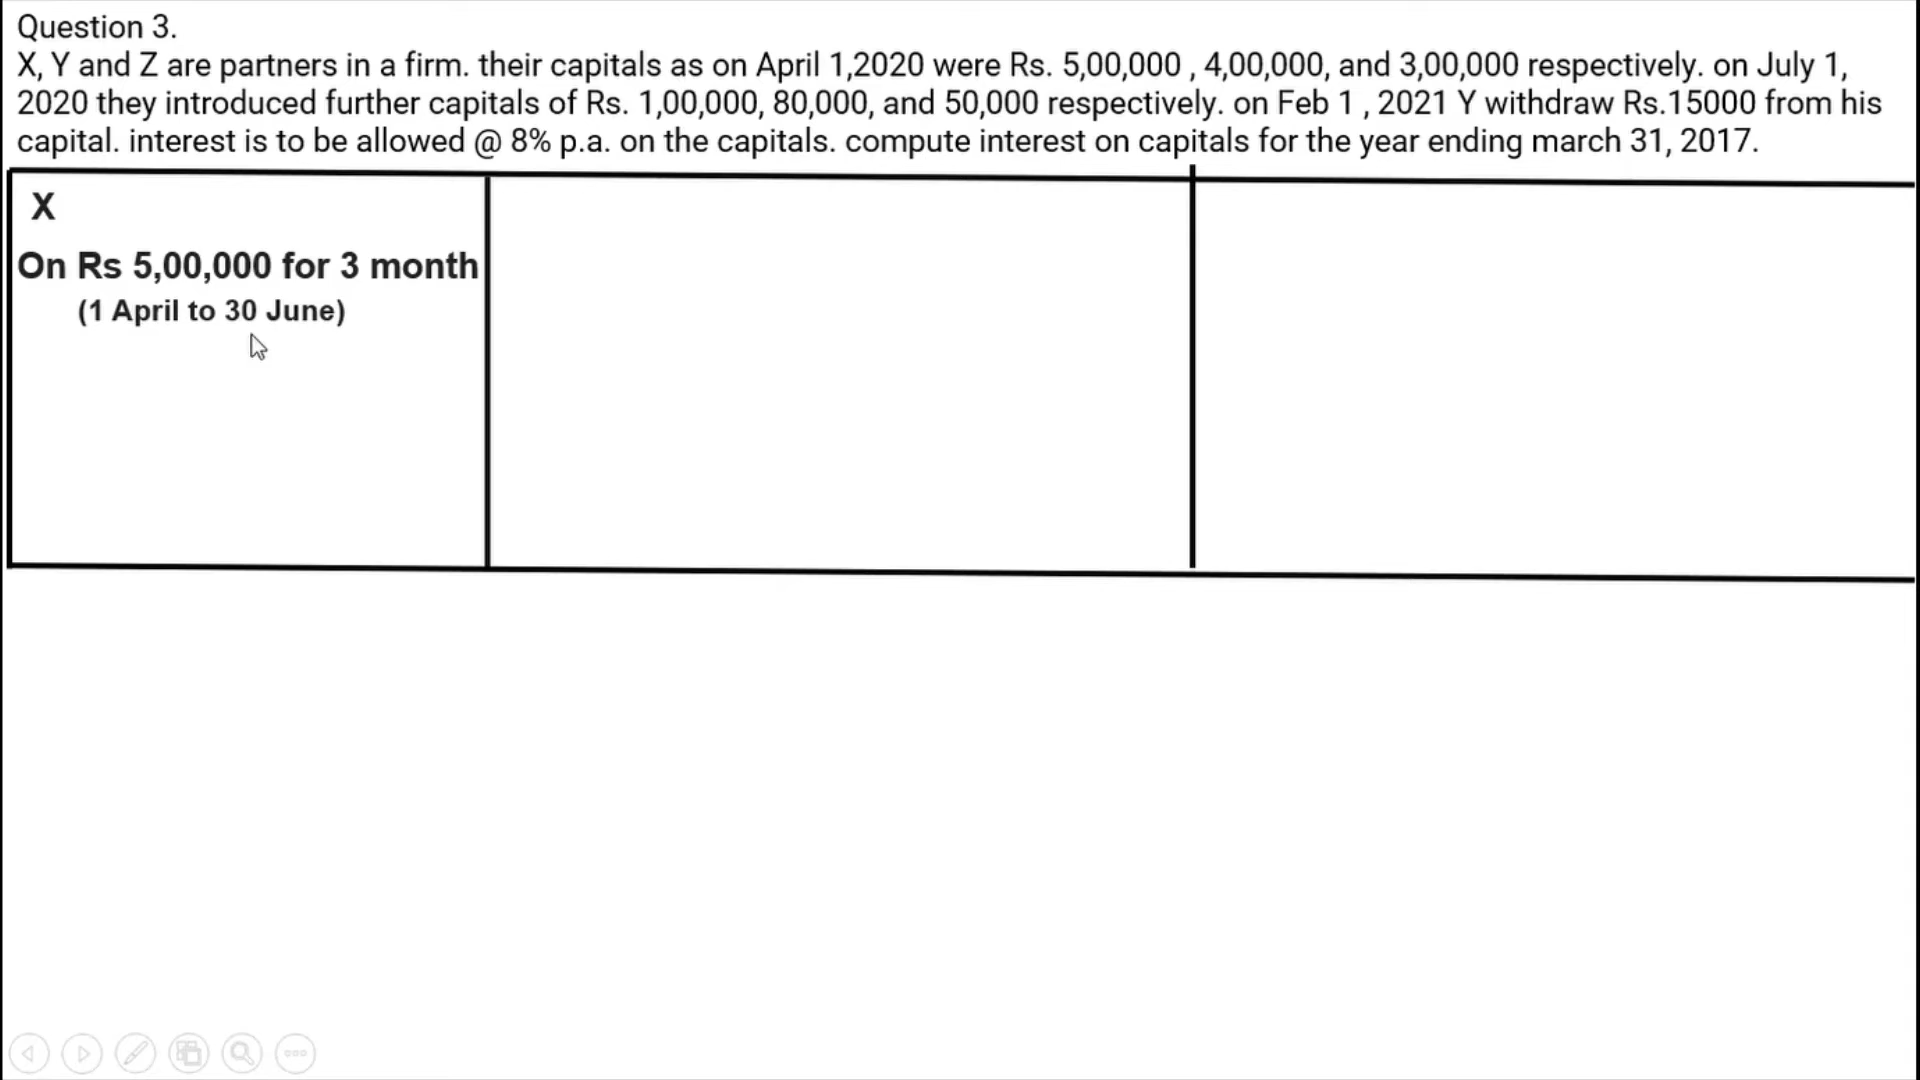 Question 3.
X, Y and Z are partners in a firm. their capitals as on April 1,2020 were Rs. 5,00,000 , 4,00,000, and 3,00,000 respectively. on July 1,
2020 they introduced further capitals of Rs. 1,00,000, 80,000, and 50,000 respectively. on Feb 1 , 2021 Y withdraw Rs.15000 from his
capital. interest is to be allowed @ 8% p.a. on the capitals. compute interest on capitals for the year ending march 31, 2017.
X
On Rs 5,00,000 for 3 month
(1 April to 30 June)